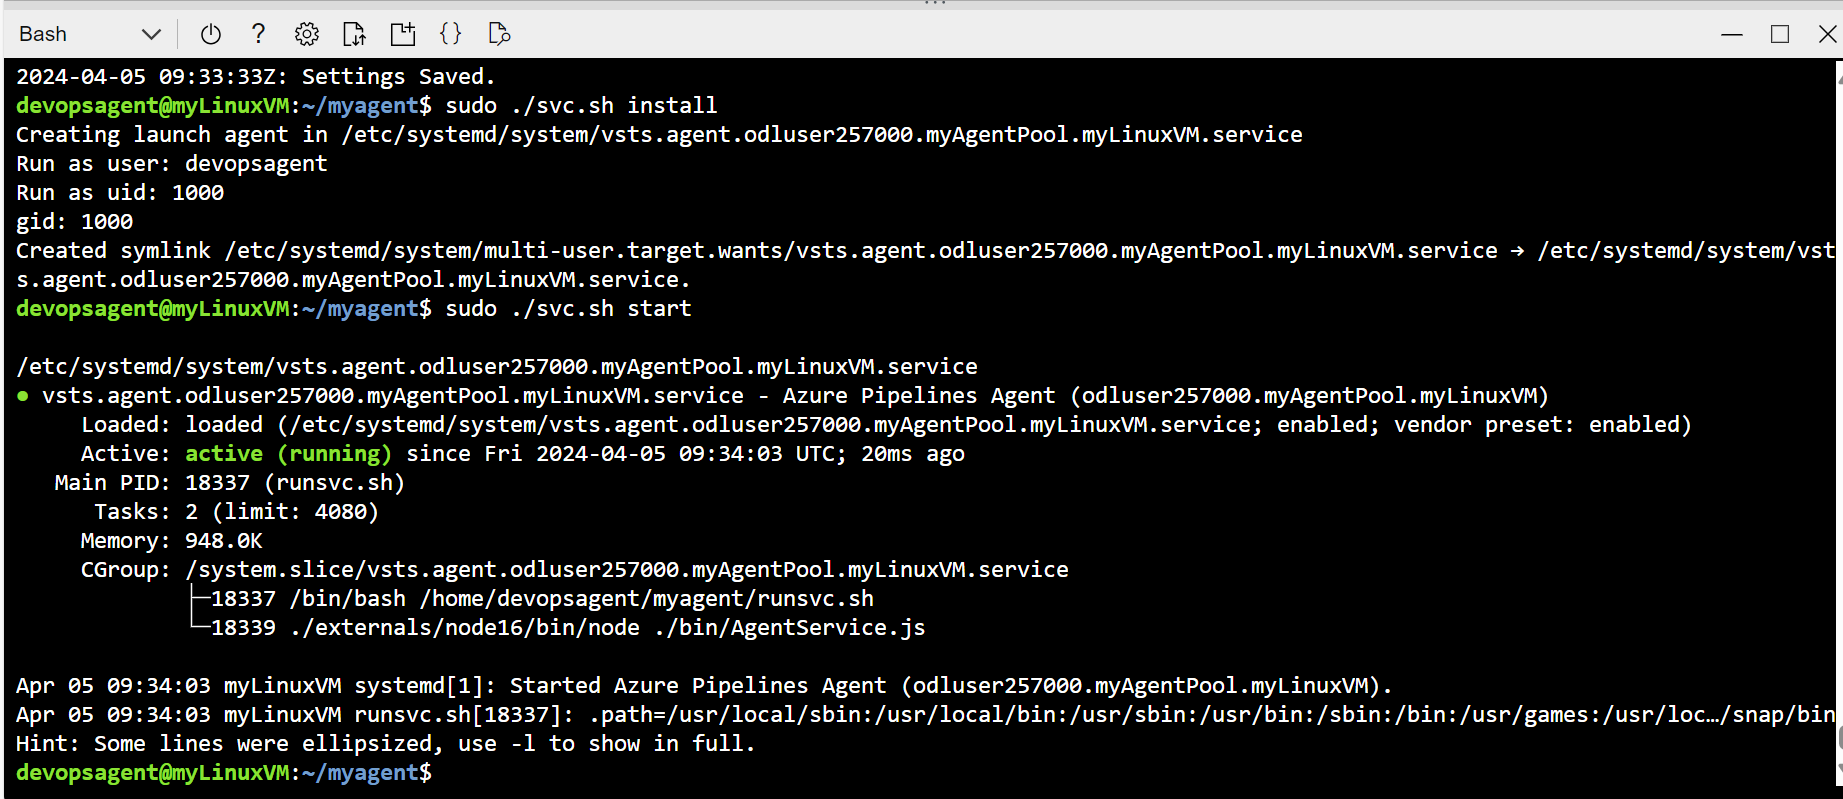 Bash
2024-04-05 09:33:33Z: Settings Saved.
devopsagent@myLinuxVM:~/myagent$ sudo ./svc.sh install
Creating launch agent in /etc/systemd/system/vsts.agent.odluser257000.myAgentPool.myLinuxVM.service
Run as user: devopsagent
Run as uid: 1000
gid: 1000
Created symlink /etc/systemd/system/multi-user.target.wants/vsts.agent.odluser257000.myAgentPool.myLinuxVM.service → /etc/systemd/system/vst
s.agent.odluser257000.myAgentPool.myLinuxVM.service.
devopsagent@myLinuxVM:~/myagent$ sudo ./svc.sh start
/etc/systemd/system/vsts.agent.odluser257000.myAgentPool.myLinuxVM.service
● vsts.agent.odluser257000.myAgentPool.myLinuxVM.service - Azure Pipelines Agent (odluser257000.myAgentPool.myLinuxVM)
Loaded: loaded (/etc/systemd/system/vsts.agent.odluser257000.myAgentPool.myLinuxVM.service; enabled; vendor preset: enabled)
Active: active (running) since Fri 2024-04-05 09:34:03 UTC; 20ms ago
Main PID: 18337 (runsvc.sh)
Tasks: 2 (limit: 4080)
Memory: 948.0K
CGroup: /system.slice/vsts.agent.odluser257000.myAgentPool.myLinuxVM.service
├─18337 /bin/bash /home/devopsagent/myagent/runsvc.sh
└─18339 ./externals/node16/bin/node ./bin/AgentService.js
Apr 05 09:34:03 myLinuxVM systemd[1]: Started Azure Pipelines Agent (odluser257000.myAgentPool.myLinuxVM).
Apr 05 09:34:03 myLinuxVM runsvc.sh[18337]: .path=/usr/local/sbin:/usr/local/bin:/usr/sbin:/usr/bin:/sbin:/bin:/usr/games:/usr/loc…/snap/bin
Hint: Some lines were ellipsized, use -l to show in full.
devopsagent@myLinuxVM:~/myagent$